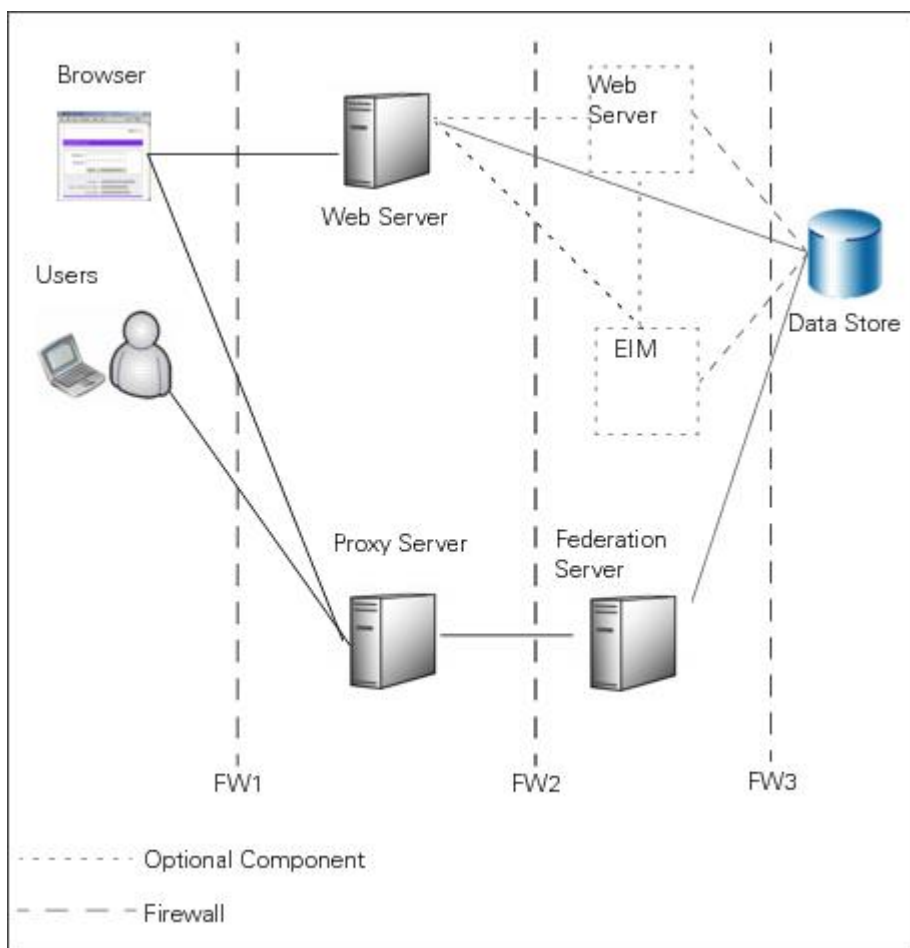 Browser
Web
Server
Web Server
Users
Data Store
EIM
Proxy Server
Federation
Server
FW1
FW2
FW3
Optional Component
Firewall